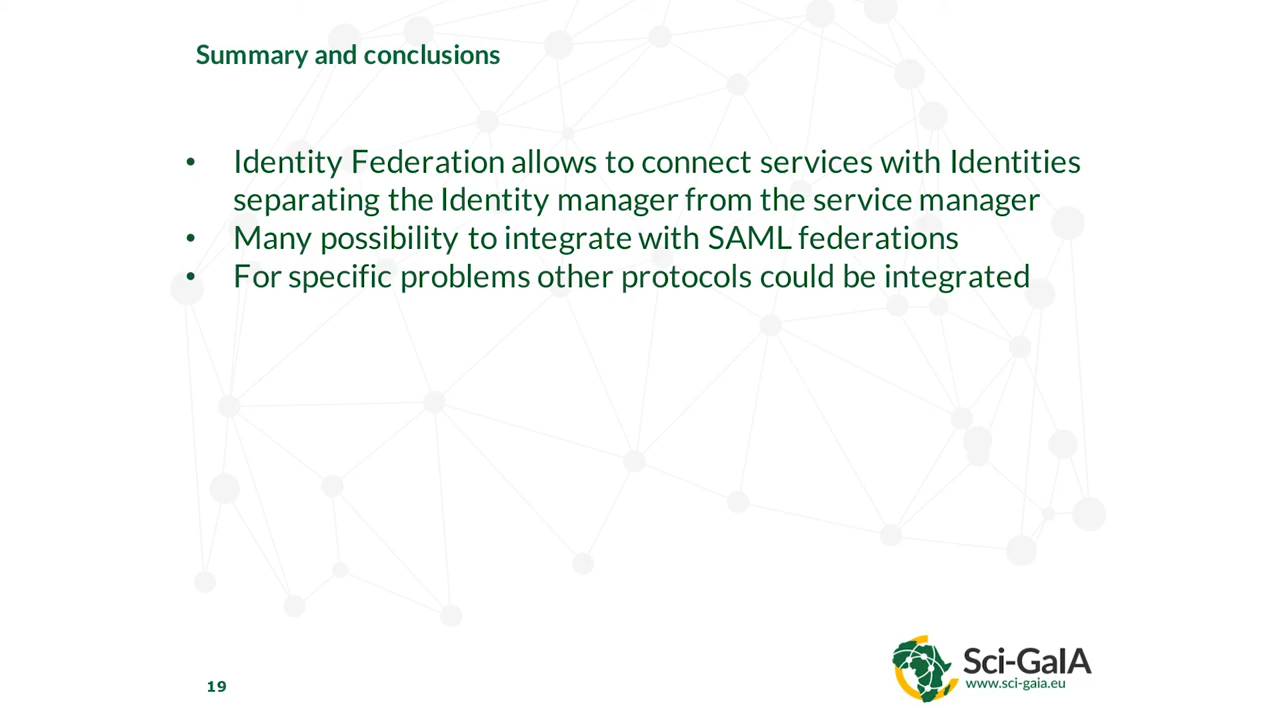 Summary and conclusions
• Identity Federation allows to connect services with Identities
separating the Identity manager from the service manager
• Many possibility to integrate with SAML federations
• For specific problems other protocols could be integrated
19
Sci-GaIA
www.sci-gaia.eu